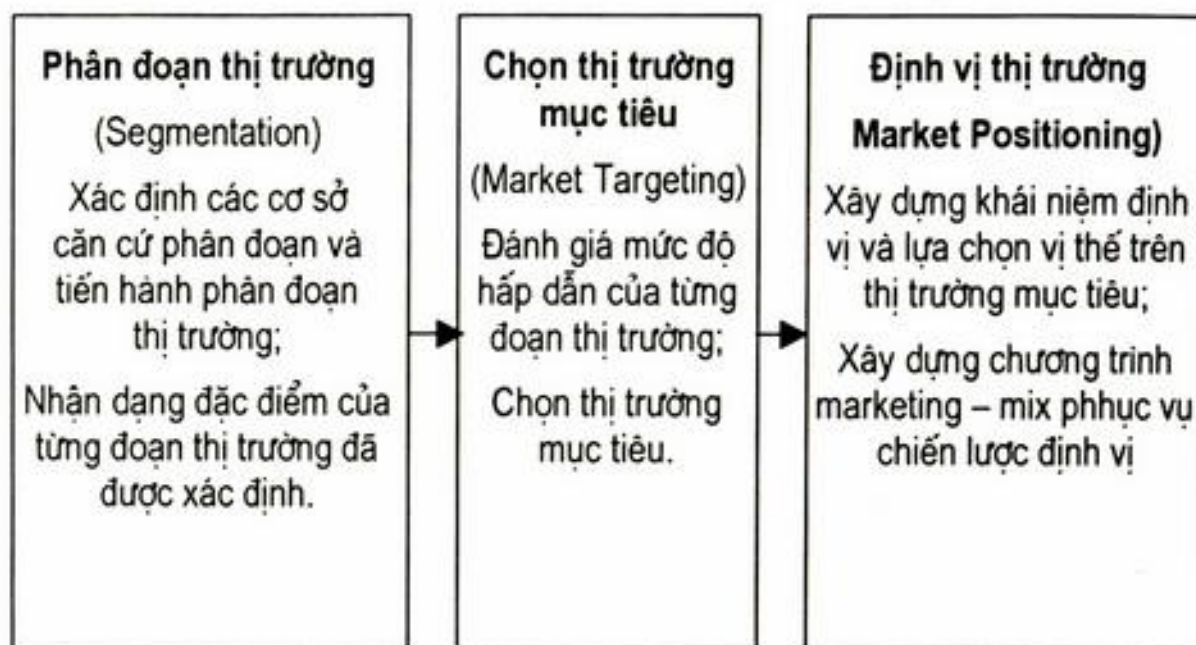 Phân đoạn thị trường
(Segmentation)
Xác định các cơ sở
căn cứ phân đoạn và
tiến hành phân đoạn
thị trường;
Nhận dạng đặc điểm của
từng đoạn thị trường đã
được xác định.
Chọn thị trường
mục tiêu
(Market Targeting)
Đánh giá mức độ
hấp dẫn của từng
đoạn thị trường;
Chọn thị trường
mục tiêu.
Định vị thị trường
Market Positioning)
Xây dựng khái niệm định
vị và lựa chọn vị thế trên
thị trường mục tiêu;
Xây dựng chương trình
marketing – mix phhục vụ
chiến lược định vị